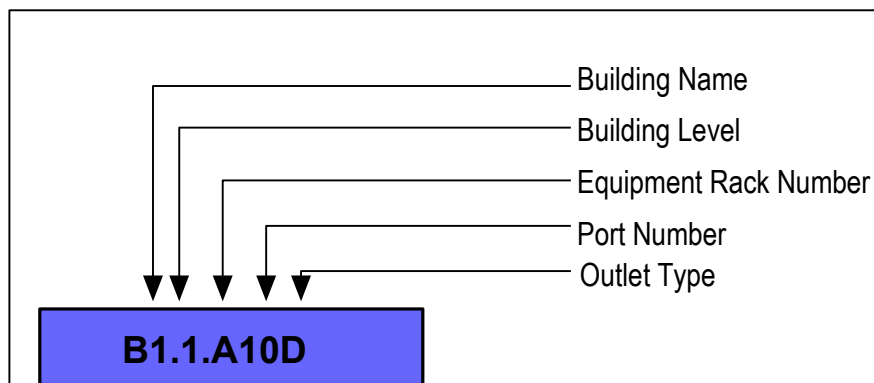 Building Name
Building Level
Equipment Rack Number
Port Number
Outlet Type
B1.1.A10D